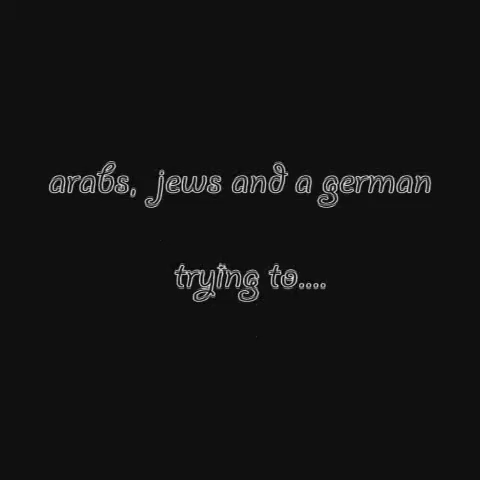 arabs, jews and a german
trying to....